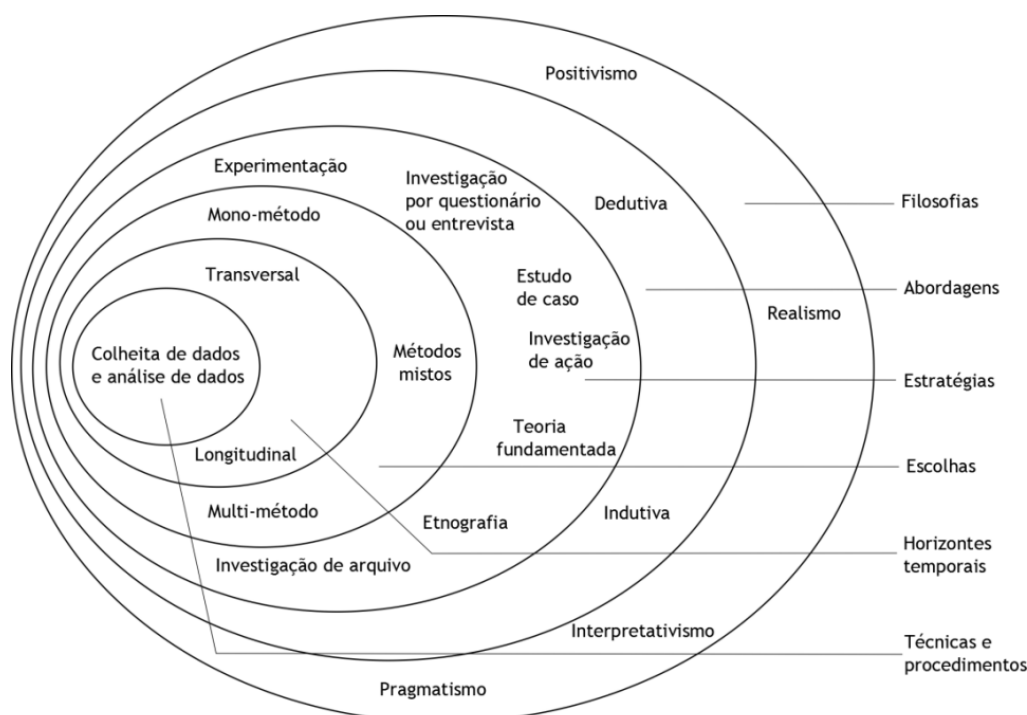 Positivismo
Experimentação
Investigação
por questionário
ou entrevista
Dedutiva
Filosofias
Mono-método
Transversal
Estudo
de caso
Abordagens
Realismo
Colheita de dados
e análise de dados
Métodos
mistos
Investigação
de ação
Estratégias
Teoria
fundamentada
Longitudinal
Escolhas
Multi-método
Etnografia
Indutiva
Horizontes
temporais
Investigação de arquivo
Interpretativismo
Técnicas e
procedimentos
Pragmatismo